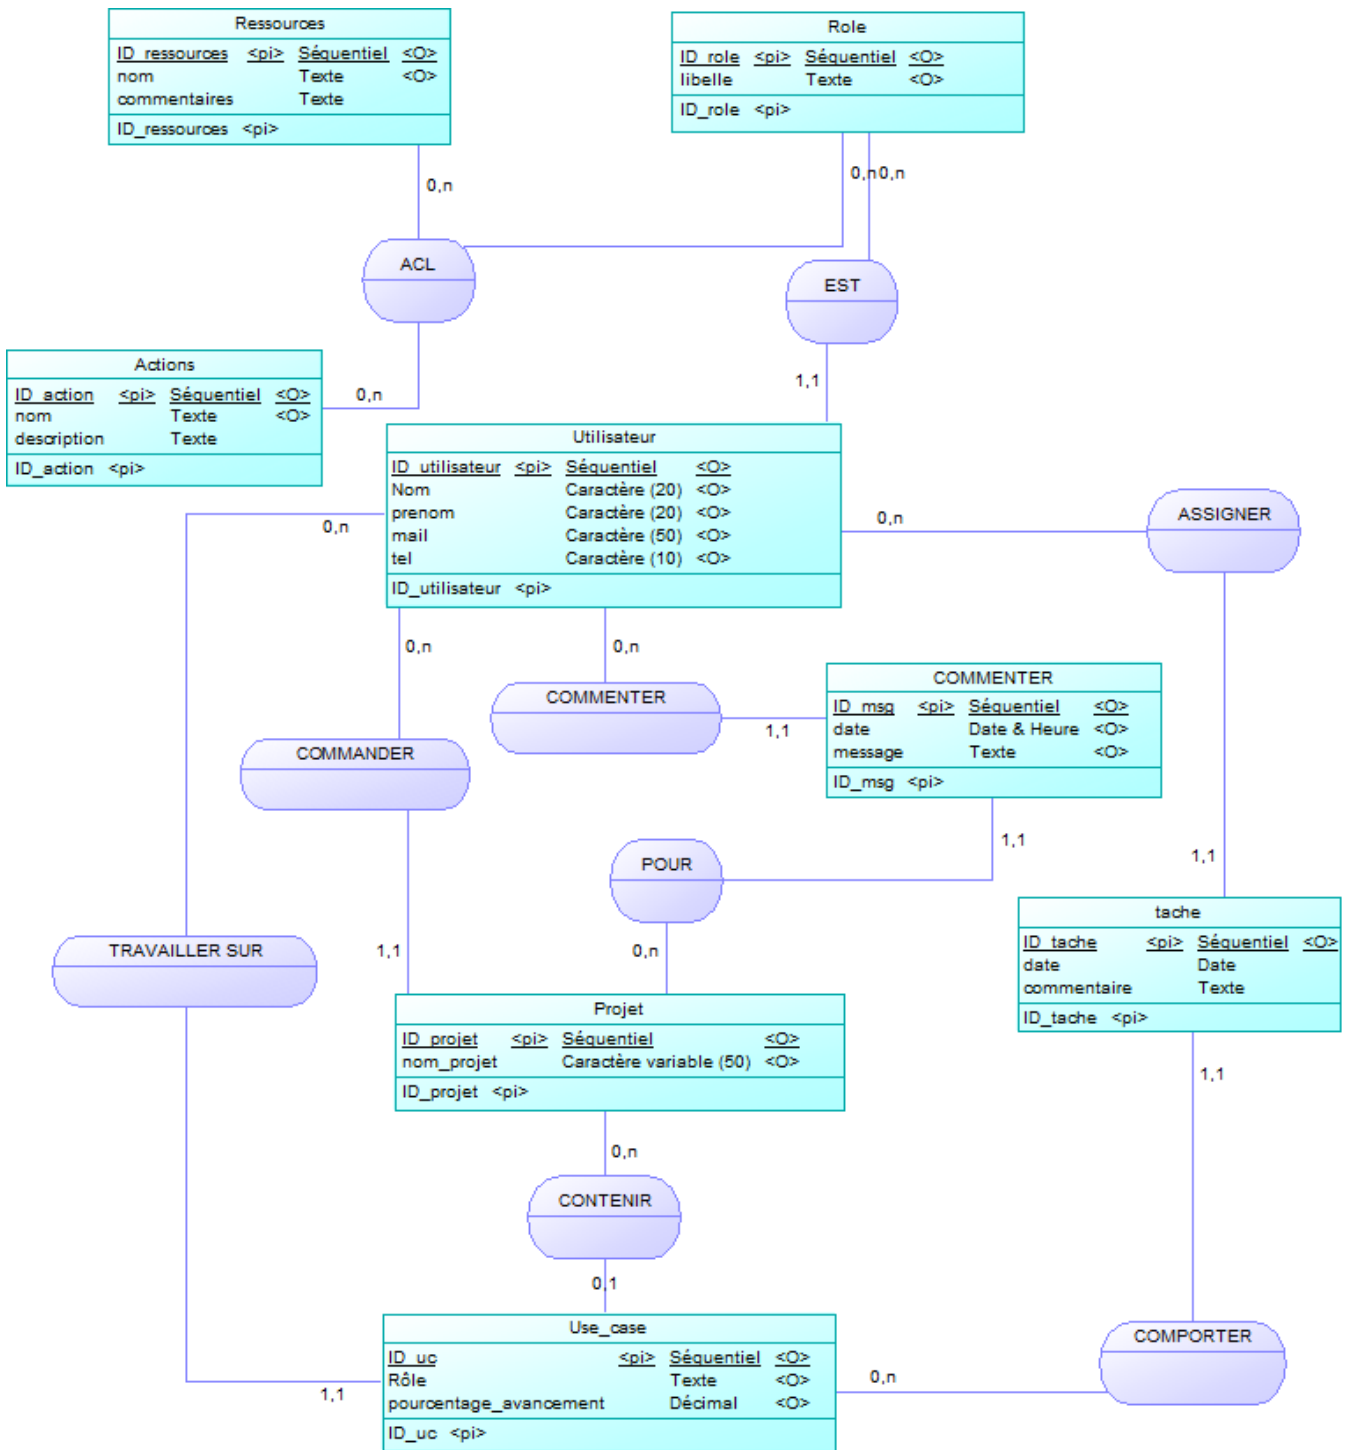 Ressources
ID_ressources <pi> Séquentiel <O>
nom Texte <O>
commentaires Texte
ID_ressources <pi>
Role
ID_role <pi> Séquentiel <O>
libelle Texte <O>
ID_role <pi>
0,n
0,n
0,n
ACL
EST
Actions
ID_action <pi> Séquentiel <O>
nom Texte <O>
description Texte
ID_action <pi>
0,n
1,1
Utilisateur
ID_utilisateur <pi> Séquentiel <O>
Nom Caractère (20) <O>
prenom Caractère (20) <O>
mail Caractère (50) <O>
tel Caractère (10) <O>
ID_utilisateur <pi>
0,n
0,n
ASSIGNER
0,n
0,n
COMMENTER
1,1
COMMENTER
ID_msg <pi> Séquentiel <O>
date Date & Heure <O>
message Texte <O>
ID_msg <pi>
COMMANDER
POUR
1,1
1,1
TRAVAILLER SUR
1,1
0,n
tache
ID_tache <pi> Séquentiel <O>
date Date
commentaire Texte
ID_tache <pi>
Projet
ID_projet <pi> Séquentiel <O>
nom_projet Caractère variable (50) <O>
ID_projet <pi>
1,1
0,n
CONTENIR
0,1
Use_case
ID_uc <pi> Séquentiel <O>
Rôle Texte <O>
pourcentage_avancement Décimal <O>
ID_uc <pi>
1,1
0,n
COMPORTER